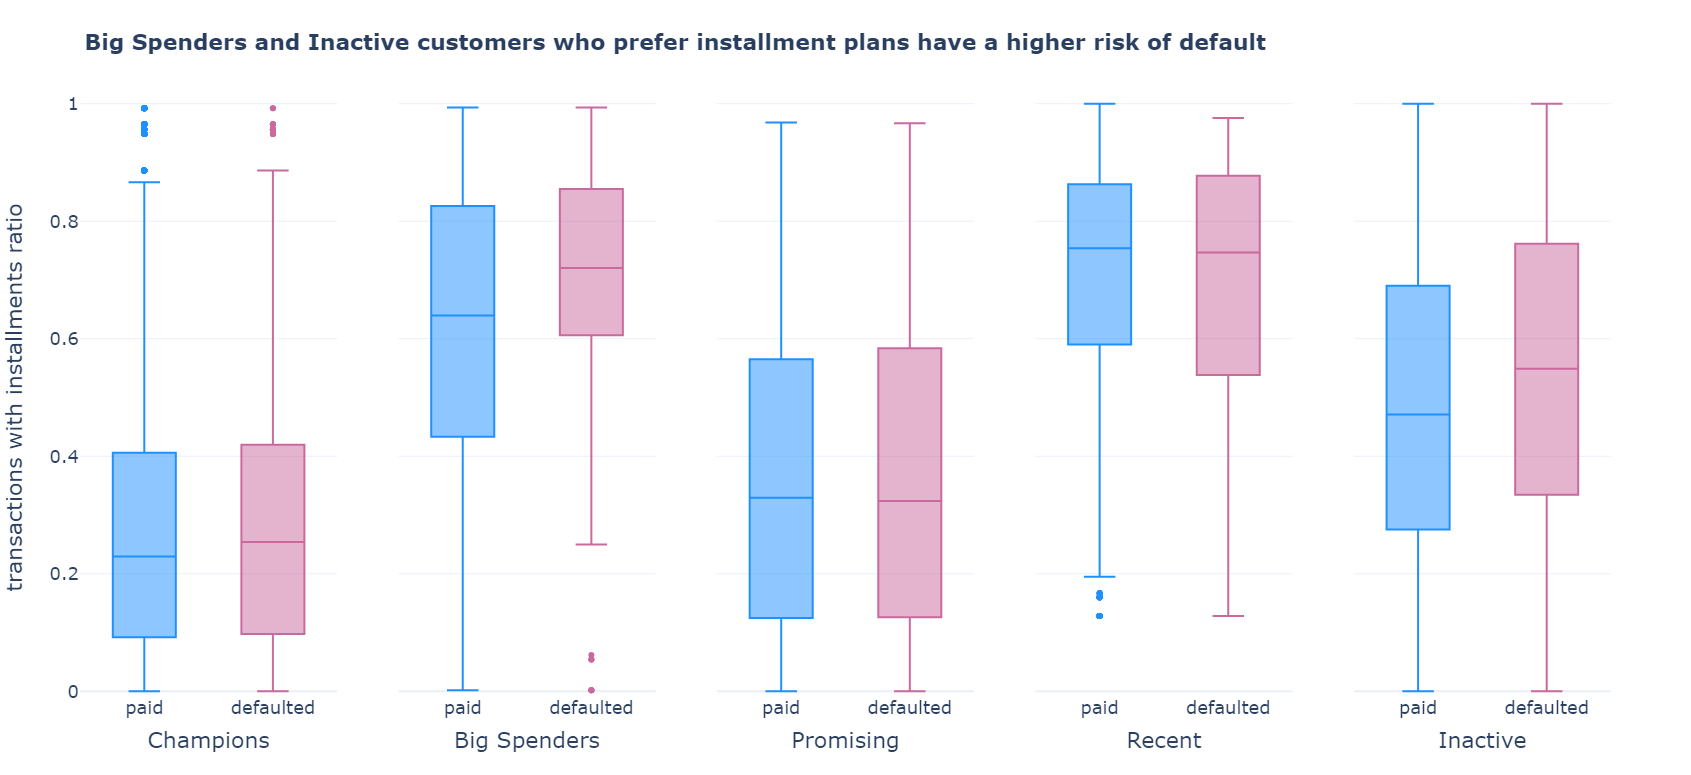 Big Spenders and Inactive customers who prefer installment plans have a higher risk of default
transactions with installments ratio
1
0.8
0.6
0.4
0.2
0
paid defaulted paid defaulted paid defaulted paid defaulted paid defaulted
Champions Big Spenders Promising Recent Inactive